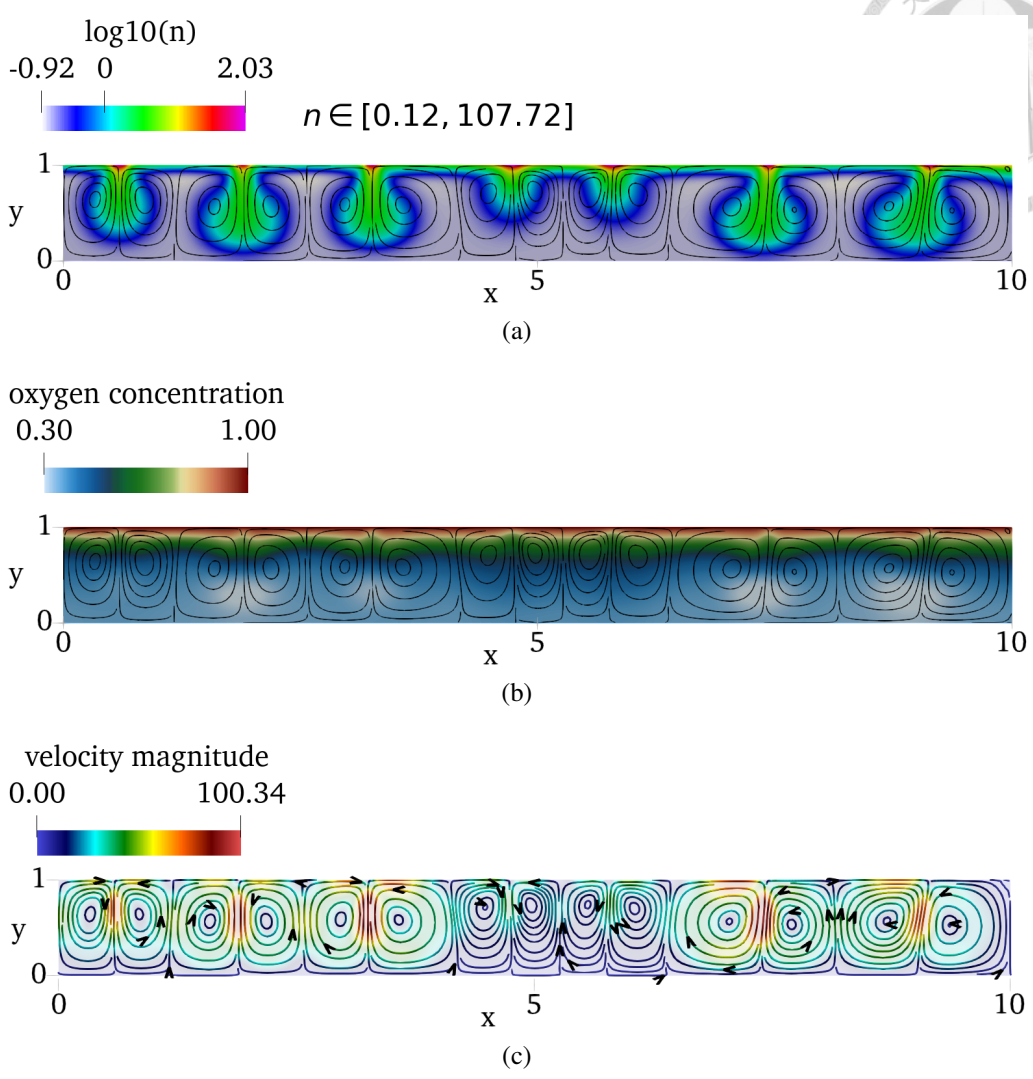 log10(n)
-0.92 0 2.03
n ∈ [0.12, 107.72]
1
y
0
0 5 10
x
(a)
oxygen concentration
0.30 1.00
1
y
0
0 5 10
x
(b)
velocity magnitude
0.00 100.34
1
y
0
0 5 10
x
(c)